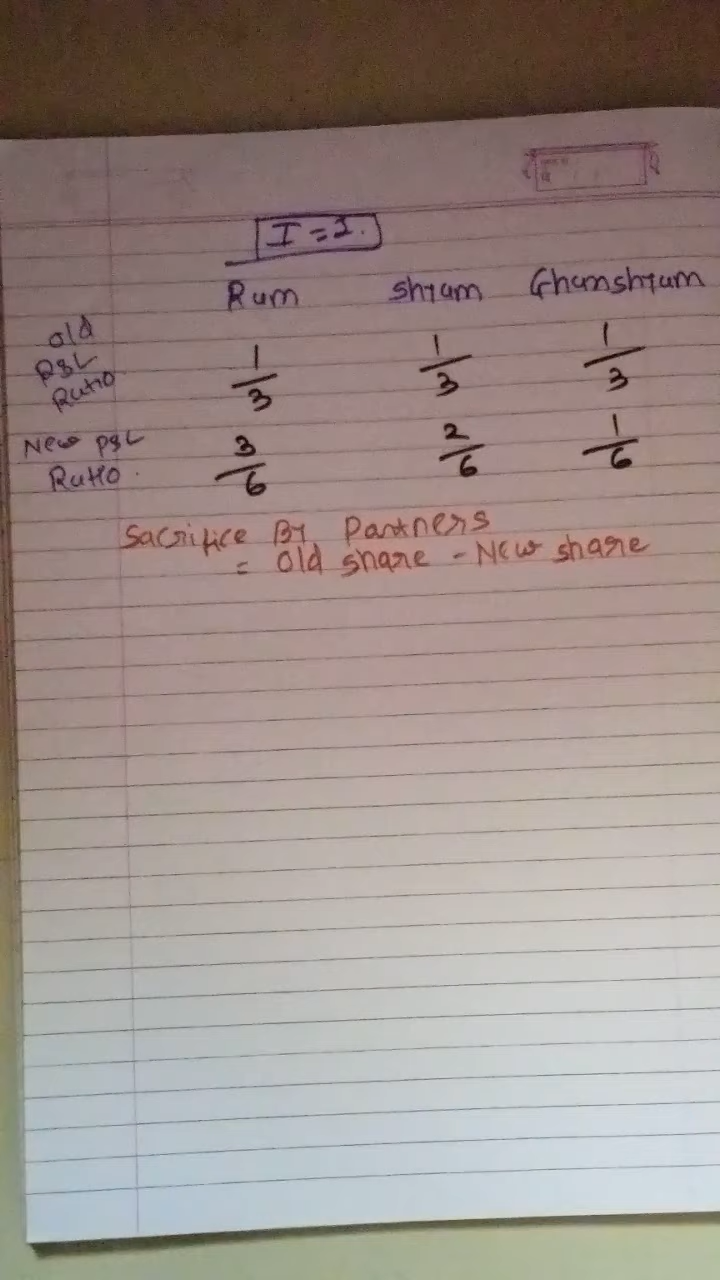 I = I.
Ram Shyam Ghanshyam
Old
P&L
Ratio
1/3 1/3 1/3
New P&L
Ratio.
3/6 2/6 1/6
Sacrifice By Partners
= Old share - New share